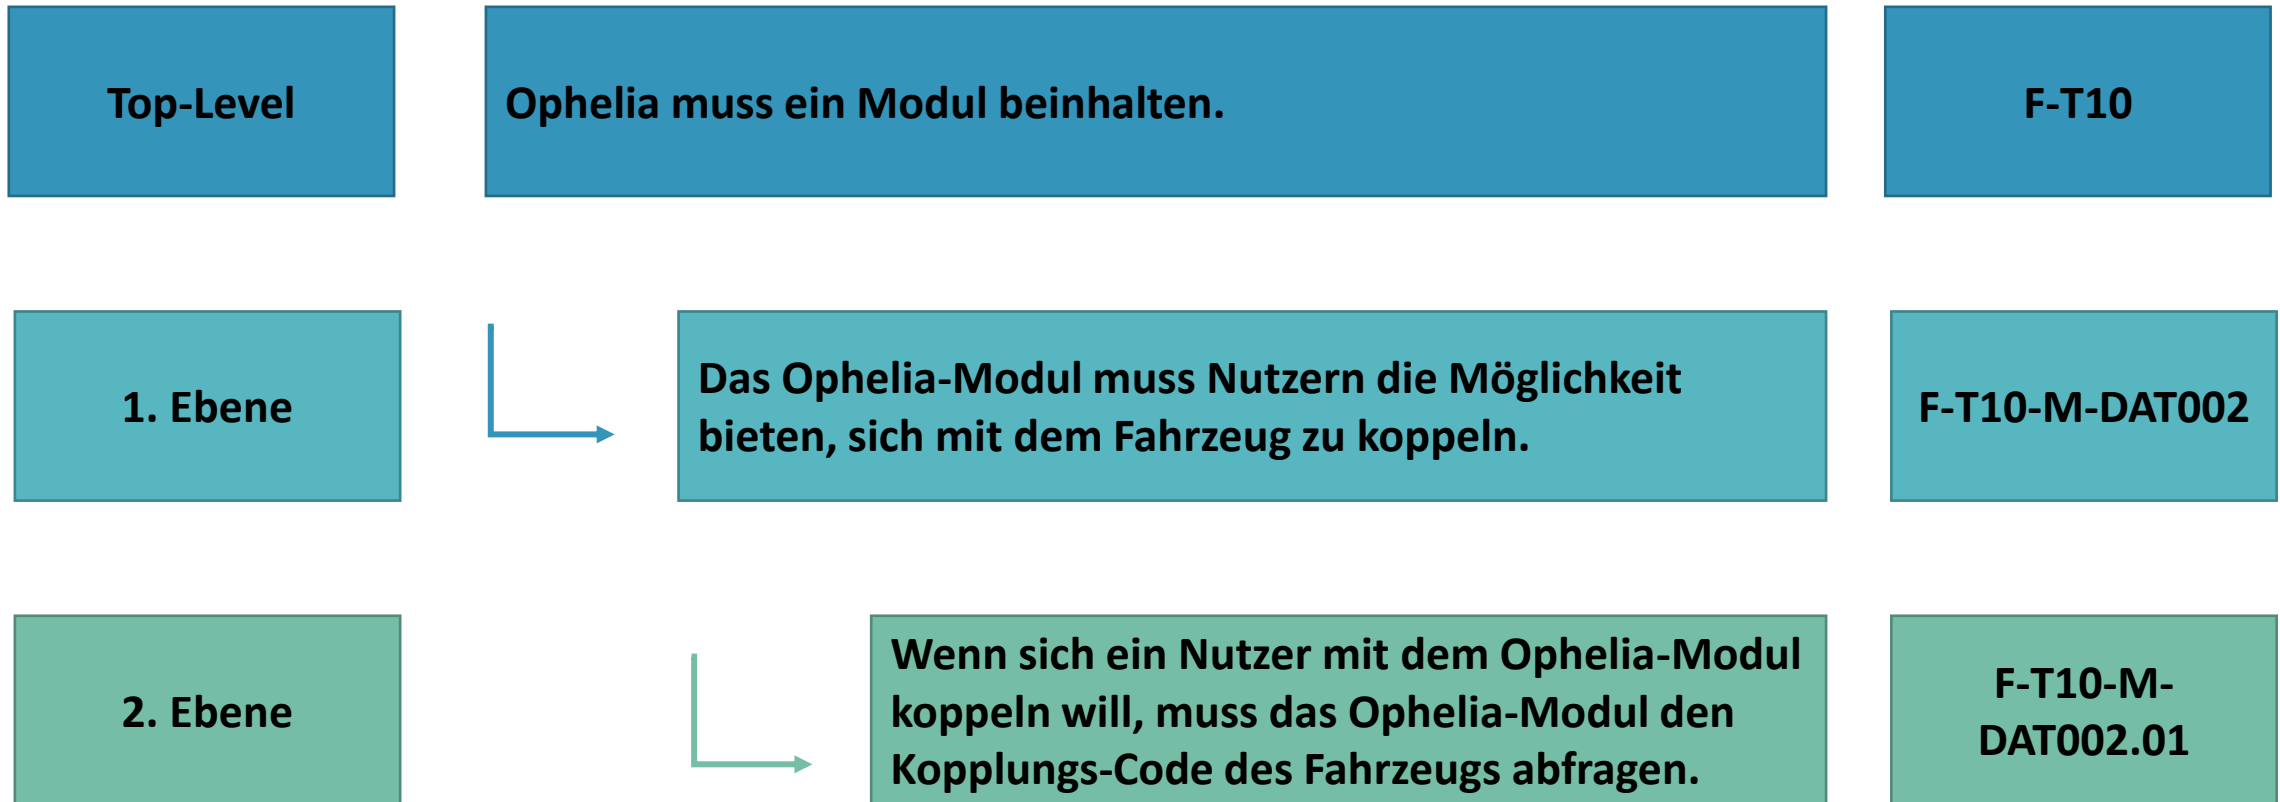 Top-Level
Ophelia muss ein Modul beinhalten.
F-T10
1. Ebene
Das Ophelia-Modul muss Nutzern die Möglichkeit
bieten, sich mit dem Fahrzeug zu koppeln.
F-T10-M-DAT002
2. Ebene
Wenn sich ein Nutzer mit dem Ophelia-Modul
koppeln will, muss das Ophelia-Modul den
Kopplungs-Code des Fahrzeugs abfragen.
F-T10-M-
DAT002.01